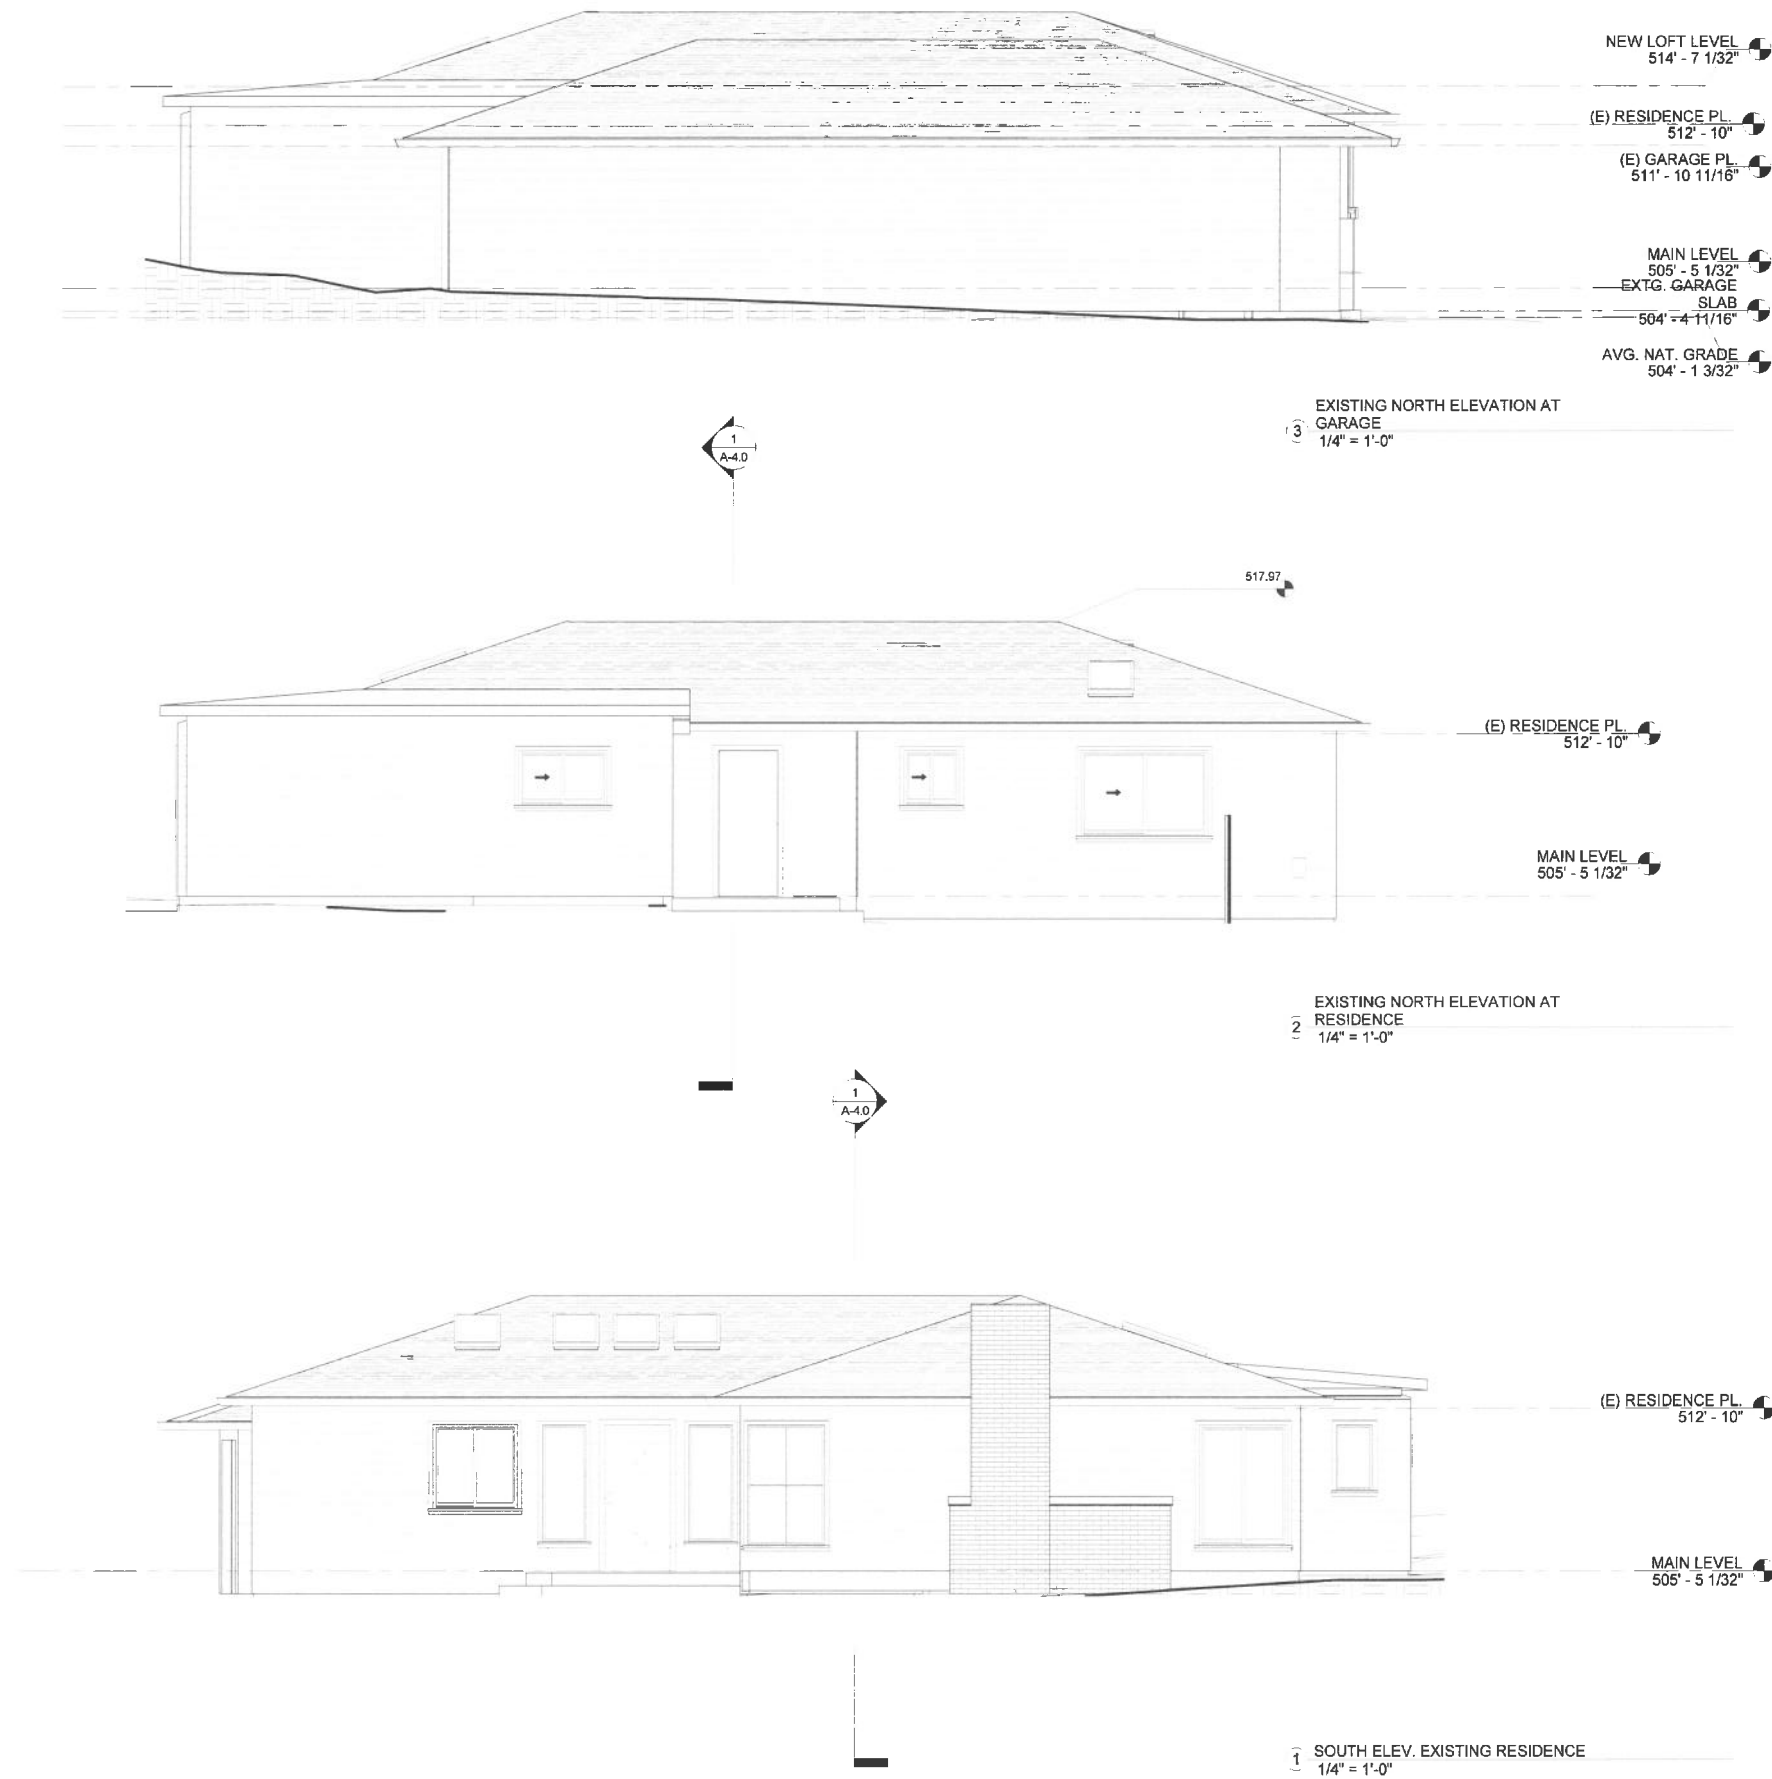 NEW LOFT LEVEL
514' - 7 1/32"
(E) RESIDENCE PL.
512' - 10"
(E) GARAGE PL.
511' - 10 11/16"
MAIN LEVEL
505' - 5 1/32"
EXTG. GARAGE
SLAB
504' - 4 11/16"
AVG. NAT. GRADE
504' - 1 3/32"
EXISTING NORTH ELEVATION AT
3 GARAGE
1/4" = 1'-0"
1
A-4.0
517.97
(E) RESIDENCE PL.
512' - 10"
MAIN LEVEL
505' - 5 1/32"
EXISTING NORTH ELEVATION AT
2 RESIDENCE
1/4" = 1'-0"
1
A-4.0
(E) RESIDENCE PL.
512' - 10"
MAIN LEVEL
505' - 5 1/32"
1 SOUTH ELEV. EXISTING RESIDENCE
1/4" = 1'-0"